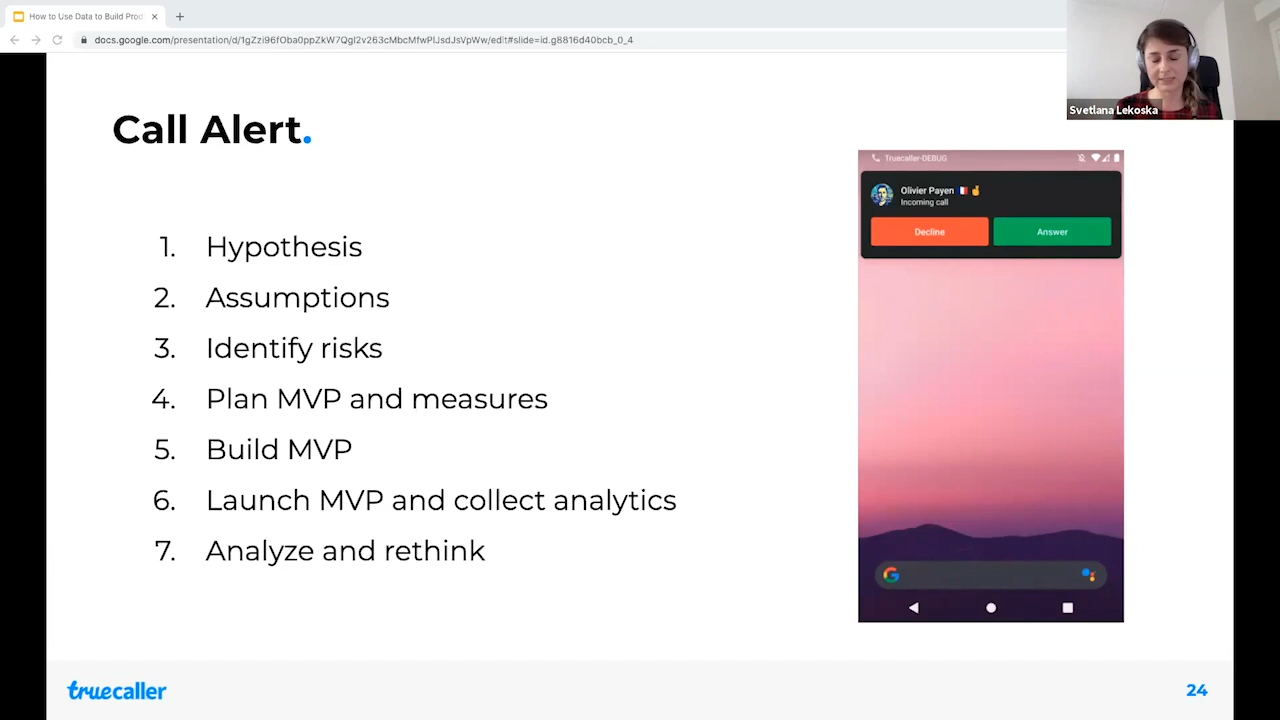 How to Use Data to Build Prod
docs.google.com/presentation/d/1gZzi96fOba0ppZkW7QgI2v263cMbcMfwPlJsdJsVpWw/edit#slide=id.g8816d40bcb_0_4
Svetlana Lekoska
Call Alert.
1. Hypothesis
2. Assumptions
3. Identify risks
4. Plan MVP and measures
5. Build MVP
6. Launch MVP and collect analytics
7. Analyze and rethink
Truecaller-DEBUG
Olivier Payen 🇫🇷 🤞
Incoming call
Decline
Answer
truecaller
24